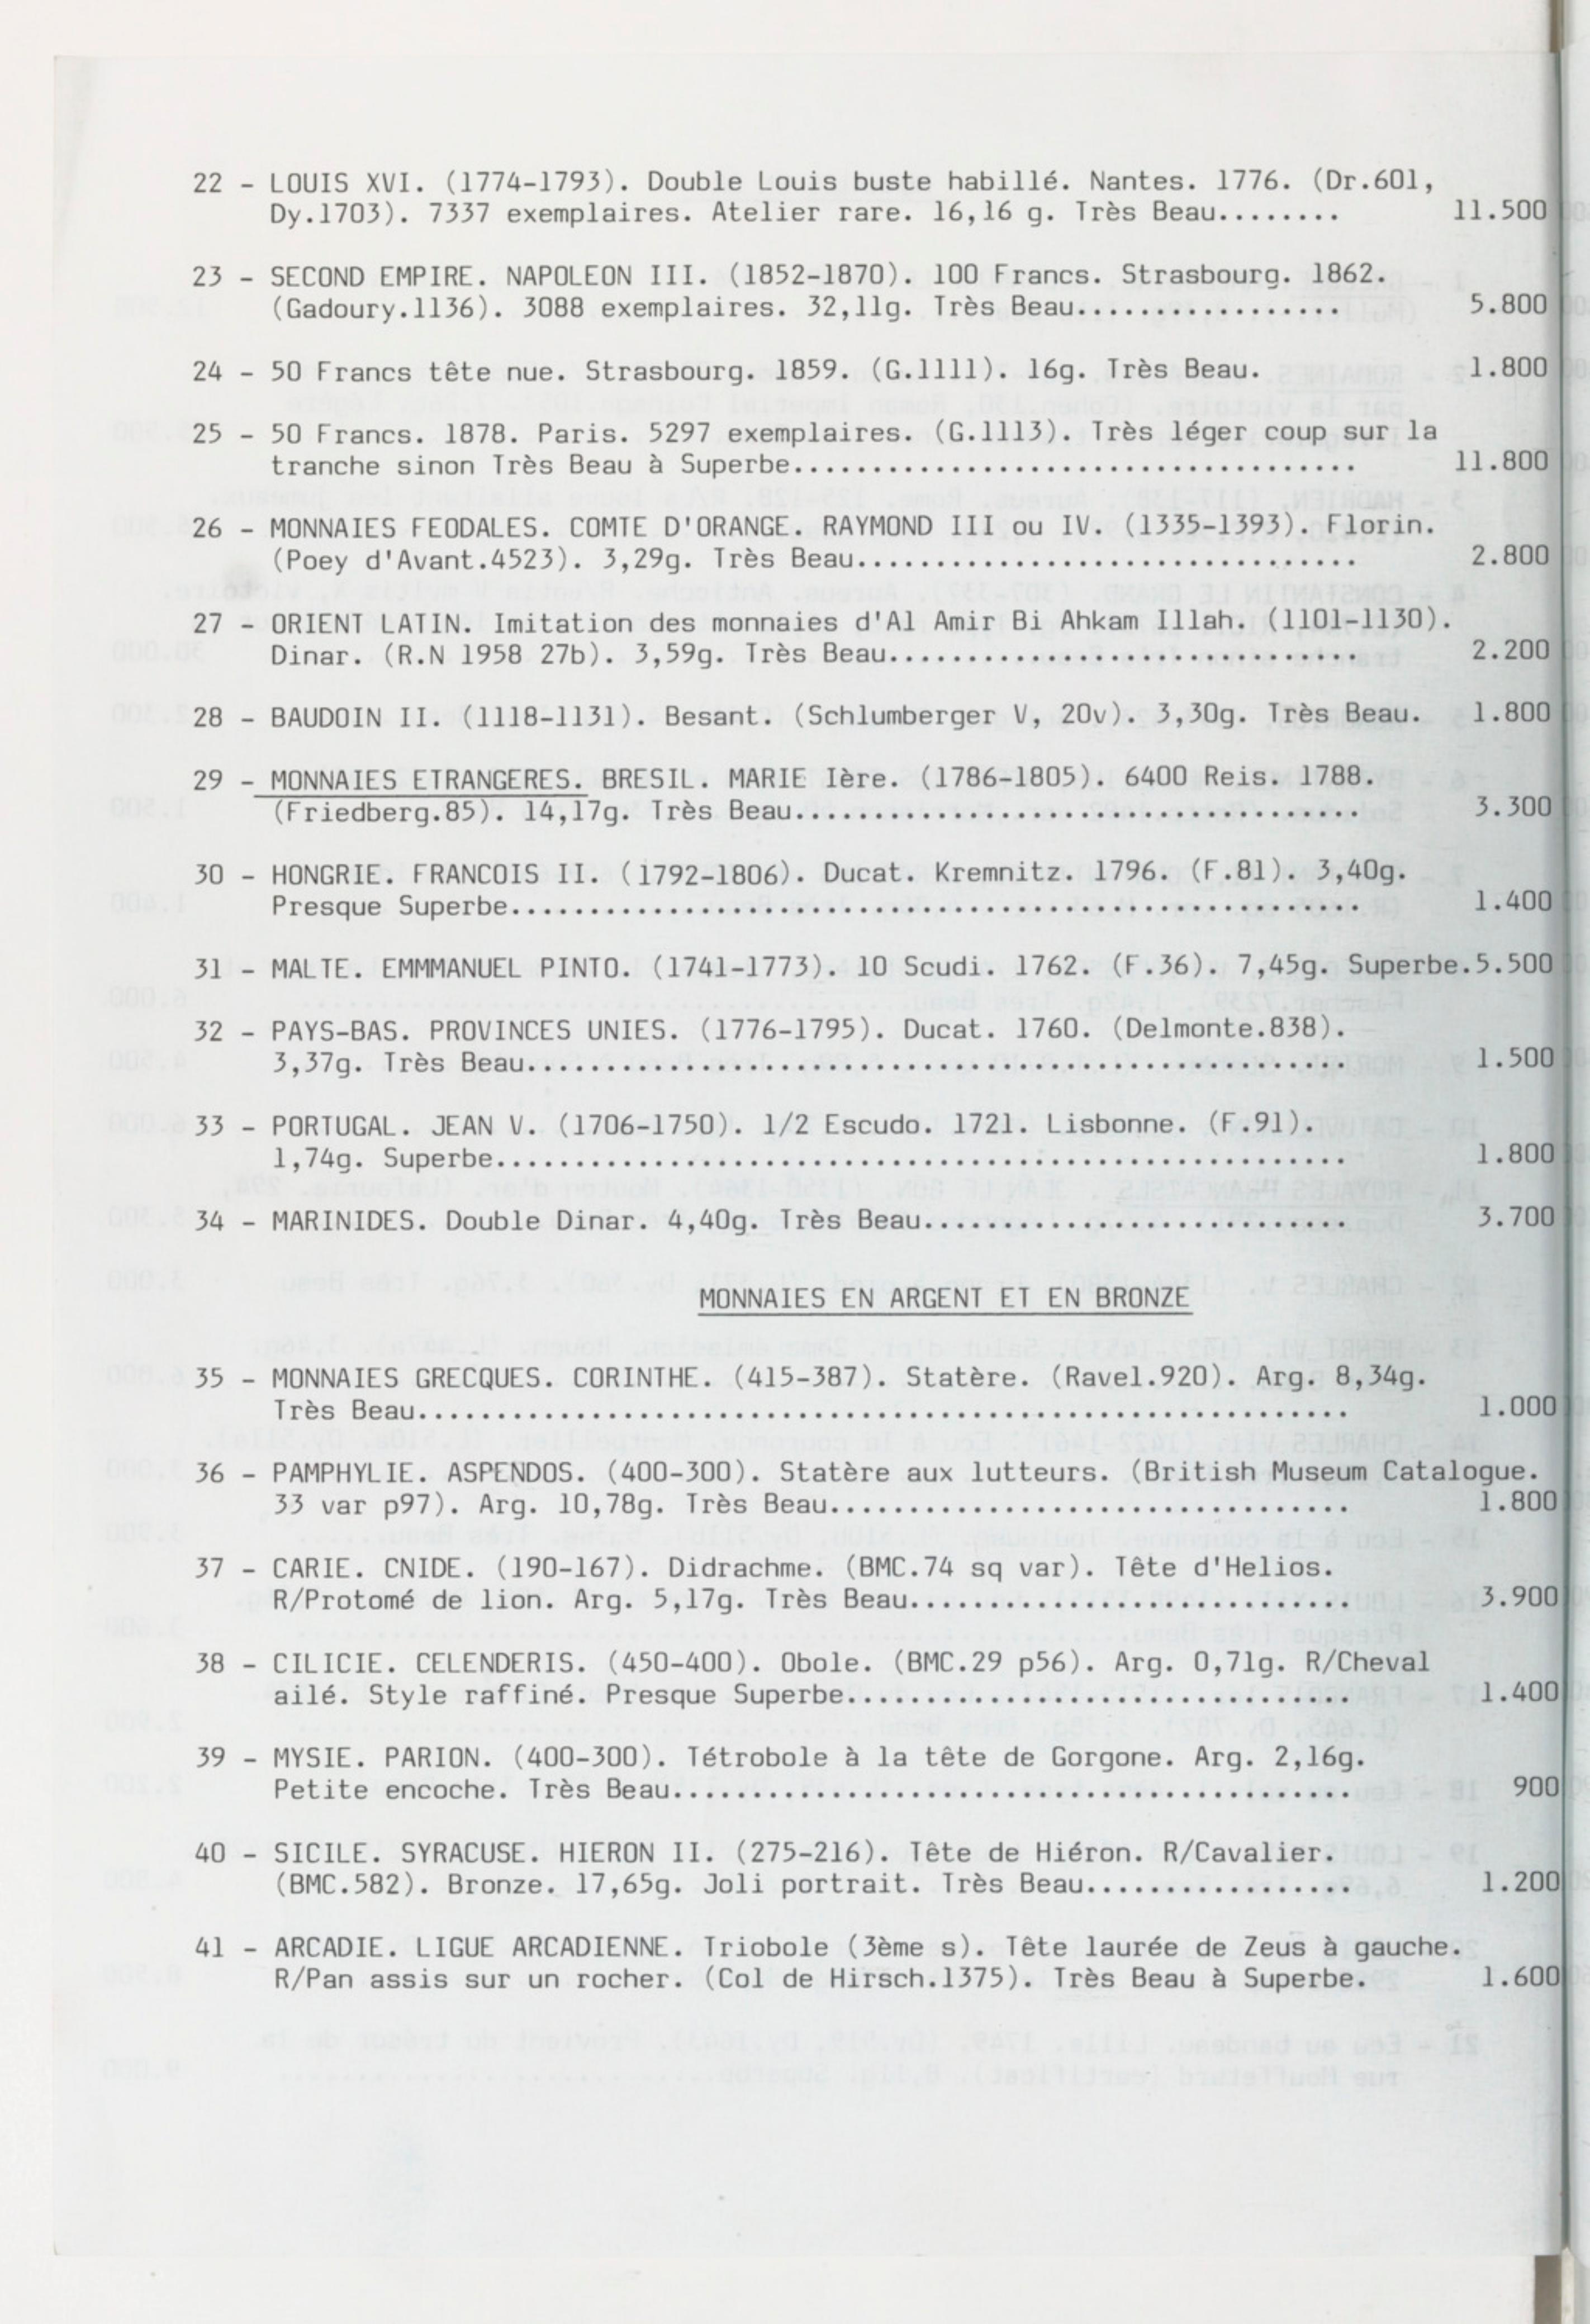 22 - LOUIS XVI. (1774-1793). Double Louis buste habillé. Nantes. 1776. (Dr.601,
Dy.1703). 7337 exemplaires. Atelier rare. 16,16 g. Très Beau........ 11.500
23 - SECOND EMPIRE. NAPOLEON III. (1852-1870). 100 Francs. Strasbourg. 1862.
(Gadoury.1136). 3088 exemplaires. 32,11g. Très Beau................. 5.800
24 - 50 Francs tête nue. Strasbourg. 1859. (G.1111). 16g. Très Beau. 1.800
25 - 50 Francs. 1878. Paris. 5297 exemplaires. (G.1113). Très léger coup sur la
tranche sinon Très Beau à Superbe.................................... 11.800
26 - MONNAIES FEODALES. COMTE D'ORANGE. RAYMOND III ou IV. (1335-1393). Florin.
(Poey d'Avant.4523). 3,29g. Très Beau................................ 2.800
27 - ORIENT LATIN. Imitation des monnaies d'Al Amir Bi Ahkam Illah. (1101-1130).
Dinar. (R.N 1958 27b). 3,59g. Très Beau.............................. 2.200
28 - BAUDOIN II. (1118-1131). Besant. (Schlumberger V, 20v). 3,30g. Très Beau. 1.800
29 - MONNAIES ETRANGERES. BRESIL. MARIE Ière. (1786-1805). 6400 Reis. 1788.
(Friedberg.85). 14,17g. Très Beau.................................... 3.300
30 - HONGRIE. FRANCOIS II. (1792-1806). Ducat. Kremnitz. 1796. (F.81). 3,40g.
Presque Superbe...................................................... 1.400
31 - MALTE. EMMMANUEL PINTO. (1741-1773). 10 Scudi. 1762. (F.36). 7,45g. Superbe.5.500
32 - PAYS-BAS. PROVINCES UNIES. (1776-1795). Ducat. 1760. (Delmonte.838).
3,37g. Très Beau.................................................... 1.500
33 - PORTUGAL. JEAN V. (1706-1750). 1/2 Escudo. 1721. Lisbonne. (F.91).
1,74g. Superbe...................................................... 1.800
34 - MARINIDES. Double Dinar. 4,40g. Très Beau........................... 3.700
MONNAIES EN ARGENT ET EN BRONZE
35 - MONNAIES GRECQUES. CORINTHE. (415-387). Statère. (Ravel.920). Arg. 8,34g.
Très Beau........................................................... 1.000
36 - PAMPHYLIE. ASPENDOS. (400-300). Statère aux lutteurs. (British Museum Catalogue.
33 var p97). Arg. 10,78g. Très Beau................................. 1.800
37 - CARIE. CNIDE. (190-167). Didrachme. (BMC.74 sq var). Tête d'Helios.
R/Protomé de lion. Arg. 5,17g. Très Beau............................ 3.900
38 - CILICIE. CELENDERIS. (450-400). Obole. (BMC.29 p56). Arg. 0,71g. R/Cheval
ailé. Style raffiné. Presque Superbe................................ 1.400
39 - MYSIE. PARION. (400-300). Tétrobole à la tête de Gorgone. Arg. 2,16g.
Petite encoche. Très Beau........................................... 900
40 - SICILE. SYRACUSE. HIERON II. (275-216). Tête de Hiéron. R/Cavalier.
(BMC.582). Bronze. 17,65g. Joli portrait. Très Beau................. 1.200
41 - ARCADIE. LIGUE ARCADIENNE. Triobole (3ème s). Tête laurée de Zeus à gauche.
R/Pan assis sur un rocher. (Col de Hirsch.1375). Très Beau à Superbe. 1.600